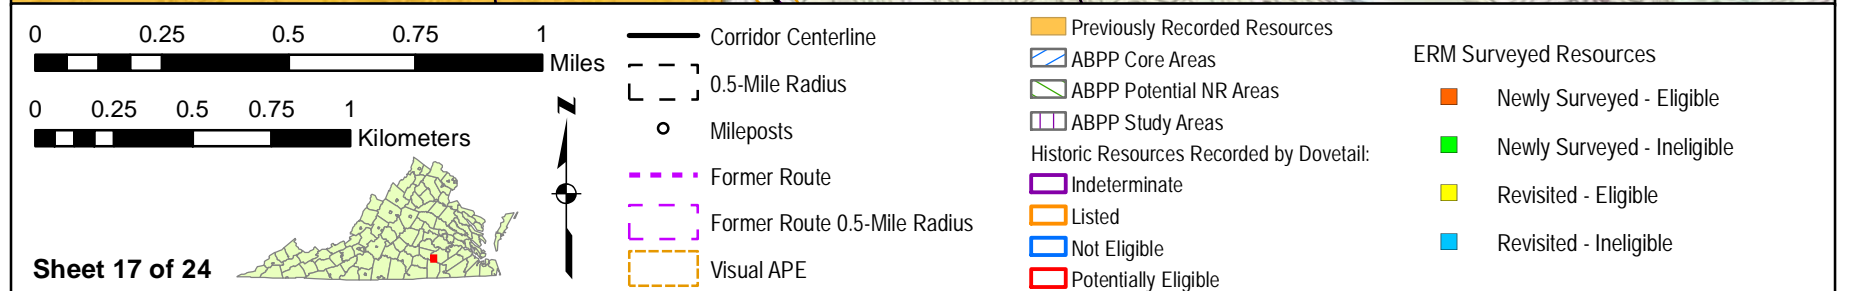 0 0.25 0.5 0.75 1
Miles
0 0.25 0.5 0.75 1
Kilometers
Sheet 17 of 24
N
Corridor Centerline
0.5-Mile Radius
Mileposts
Former Route
Former Route 0.5-Mile Radius
Visual APE
Previously Recorded Resources
ABPP Core Areas
ABPP Potential NR Areas
ABPP Study Areas
Historic Resources Recorded by Dovetail:
Indeterminate
Listed
Not Eligible
Potentially Eligible
ERM Surveyed Resources
Newly Surveyed - Eligible
Newly Surveyed - Ineligible
Revisited - Eligible
Revisited - Ineligible